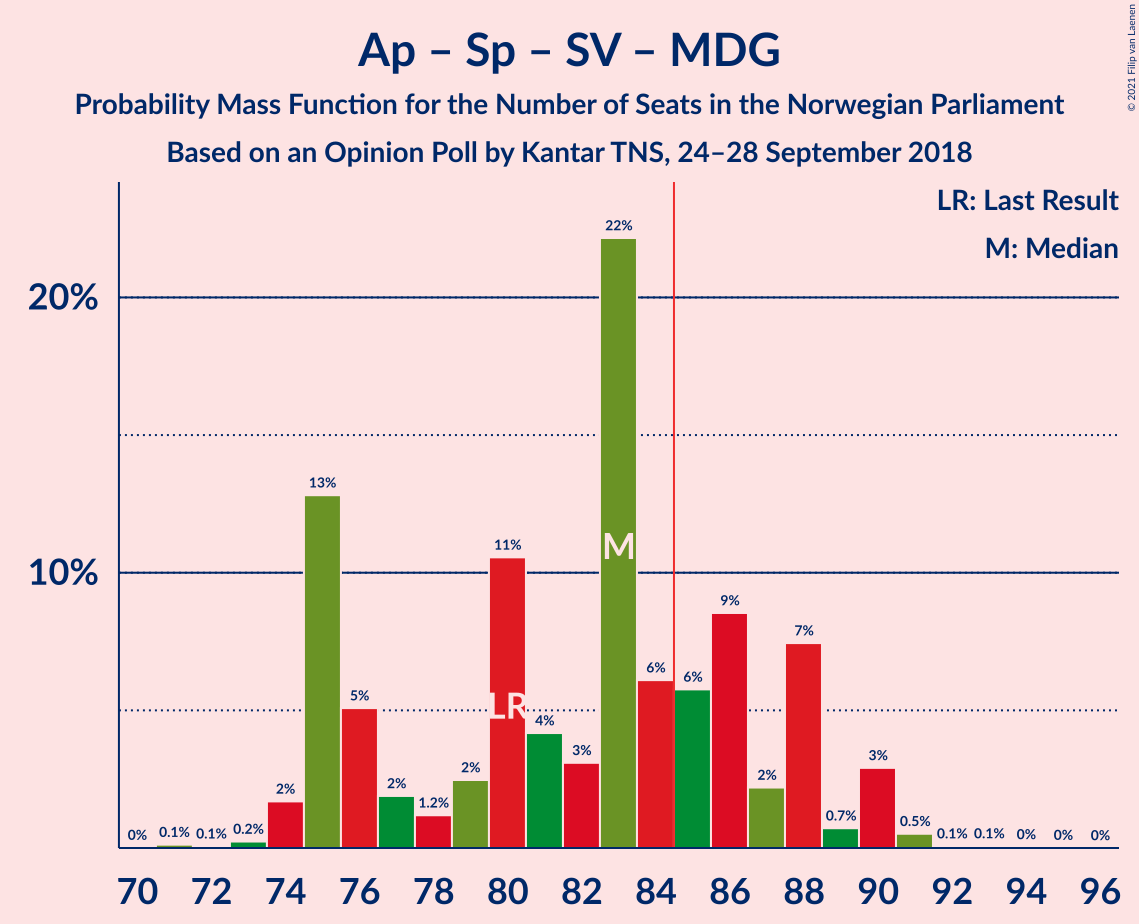 Ap – Sp – SV – MDG
Probability Mass Function for the Number of Seats in the Norwegian Parliament
Based on an Opinion Poll by Kantar TNS, 24–28 September 2018
© 2021 Filip van Laenen
LR: Last Result
M: Median
20%
10%
0% 0.1% 0.1% 0.2% 2% 13% 5% 2% 1.2% 2% 11% 4% 3% 22% 6% 6% 9% 2% 7% 0.7% 3% 0.5% 0.1% 0.1% 0% 0% 0%
LR
M
70 72 74 76 78 80 82 84 86 88 90 92 94 96